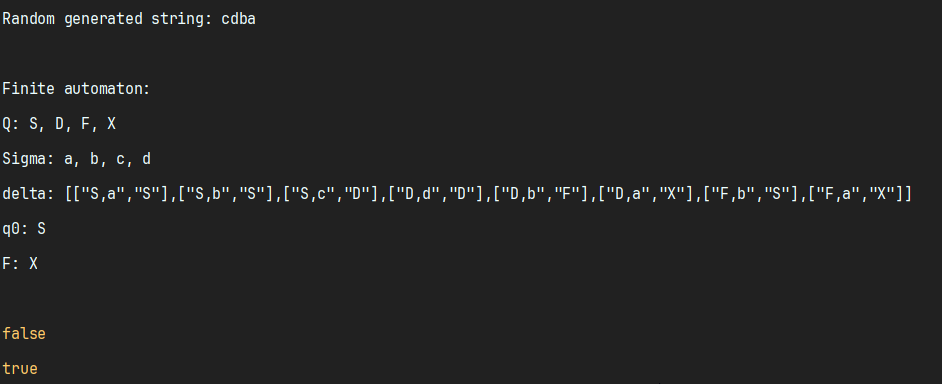 Random generated string: cdba
Finite automaton:
Q: S, D, F, X
Sigma: a, b, c, d
delta: [["S,a","S"],["S,b","S"],["S,c","D"],["D,d","D"],["D,b","F"],["D,a","X"],["F,b","S"],["F,a","X"]]
q0: S
F: X
false
true